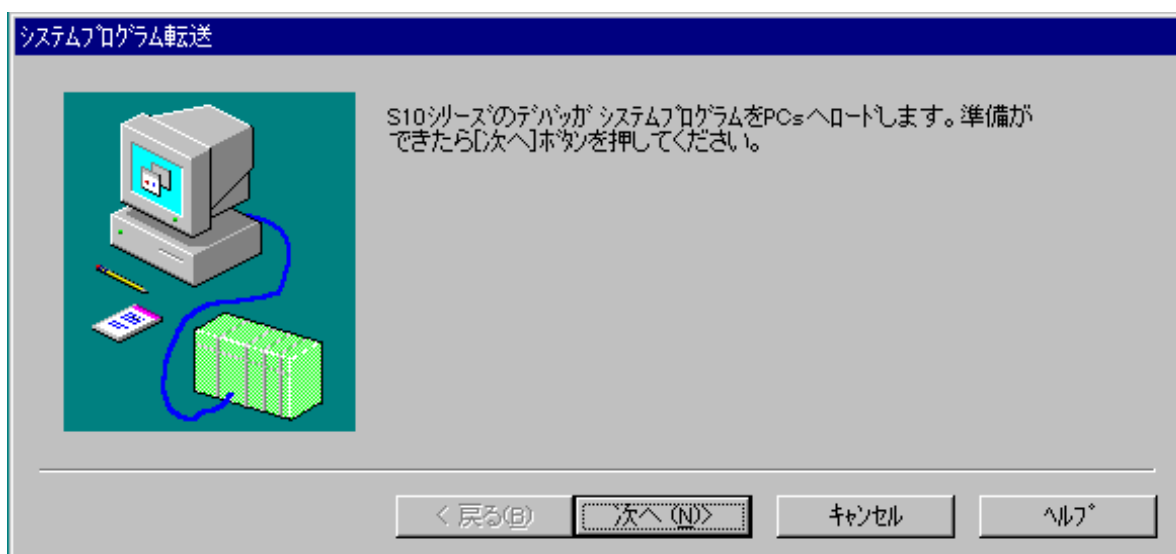 ｼｽﾃﾑﾌﾟﾛｸﾞﾗﾑ転送
S10ｼﾘｰｽﾞのﾃﾞﾊﾞｯｶﾞ ｼｽﾃﾑﾌﾟﾛｸﾞﾗﾑをPCsへﾛｰﾄﾞします。準備が
できたら[次へ]ﾎﾞﾀﾝを押してください。
< 戻る(B)
次へ (N)>
ｷｬﾝｾﾙ
ﾍﾙﾌﾟ